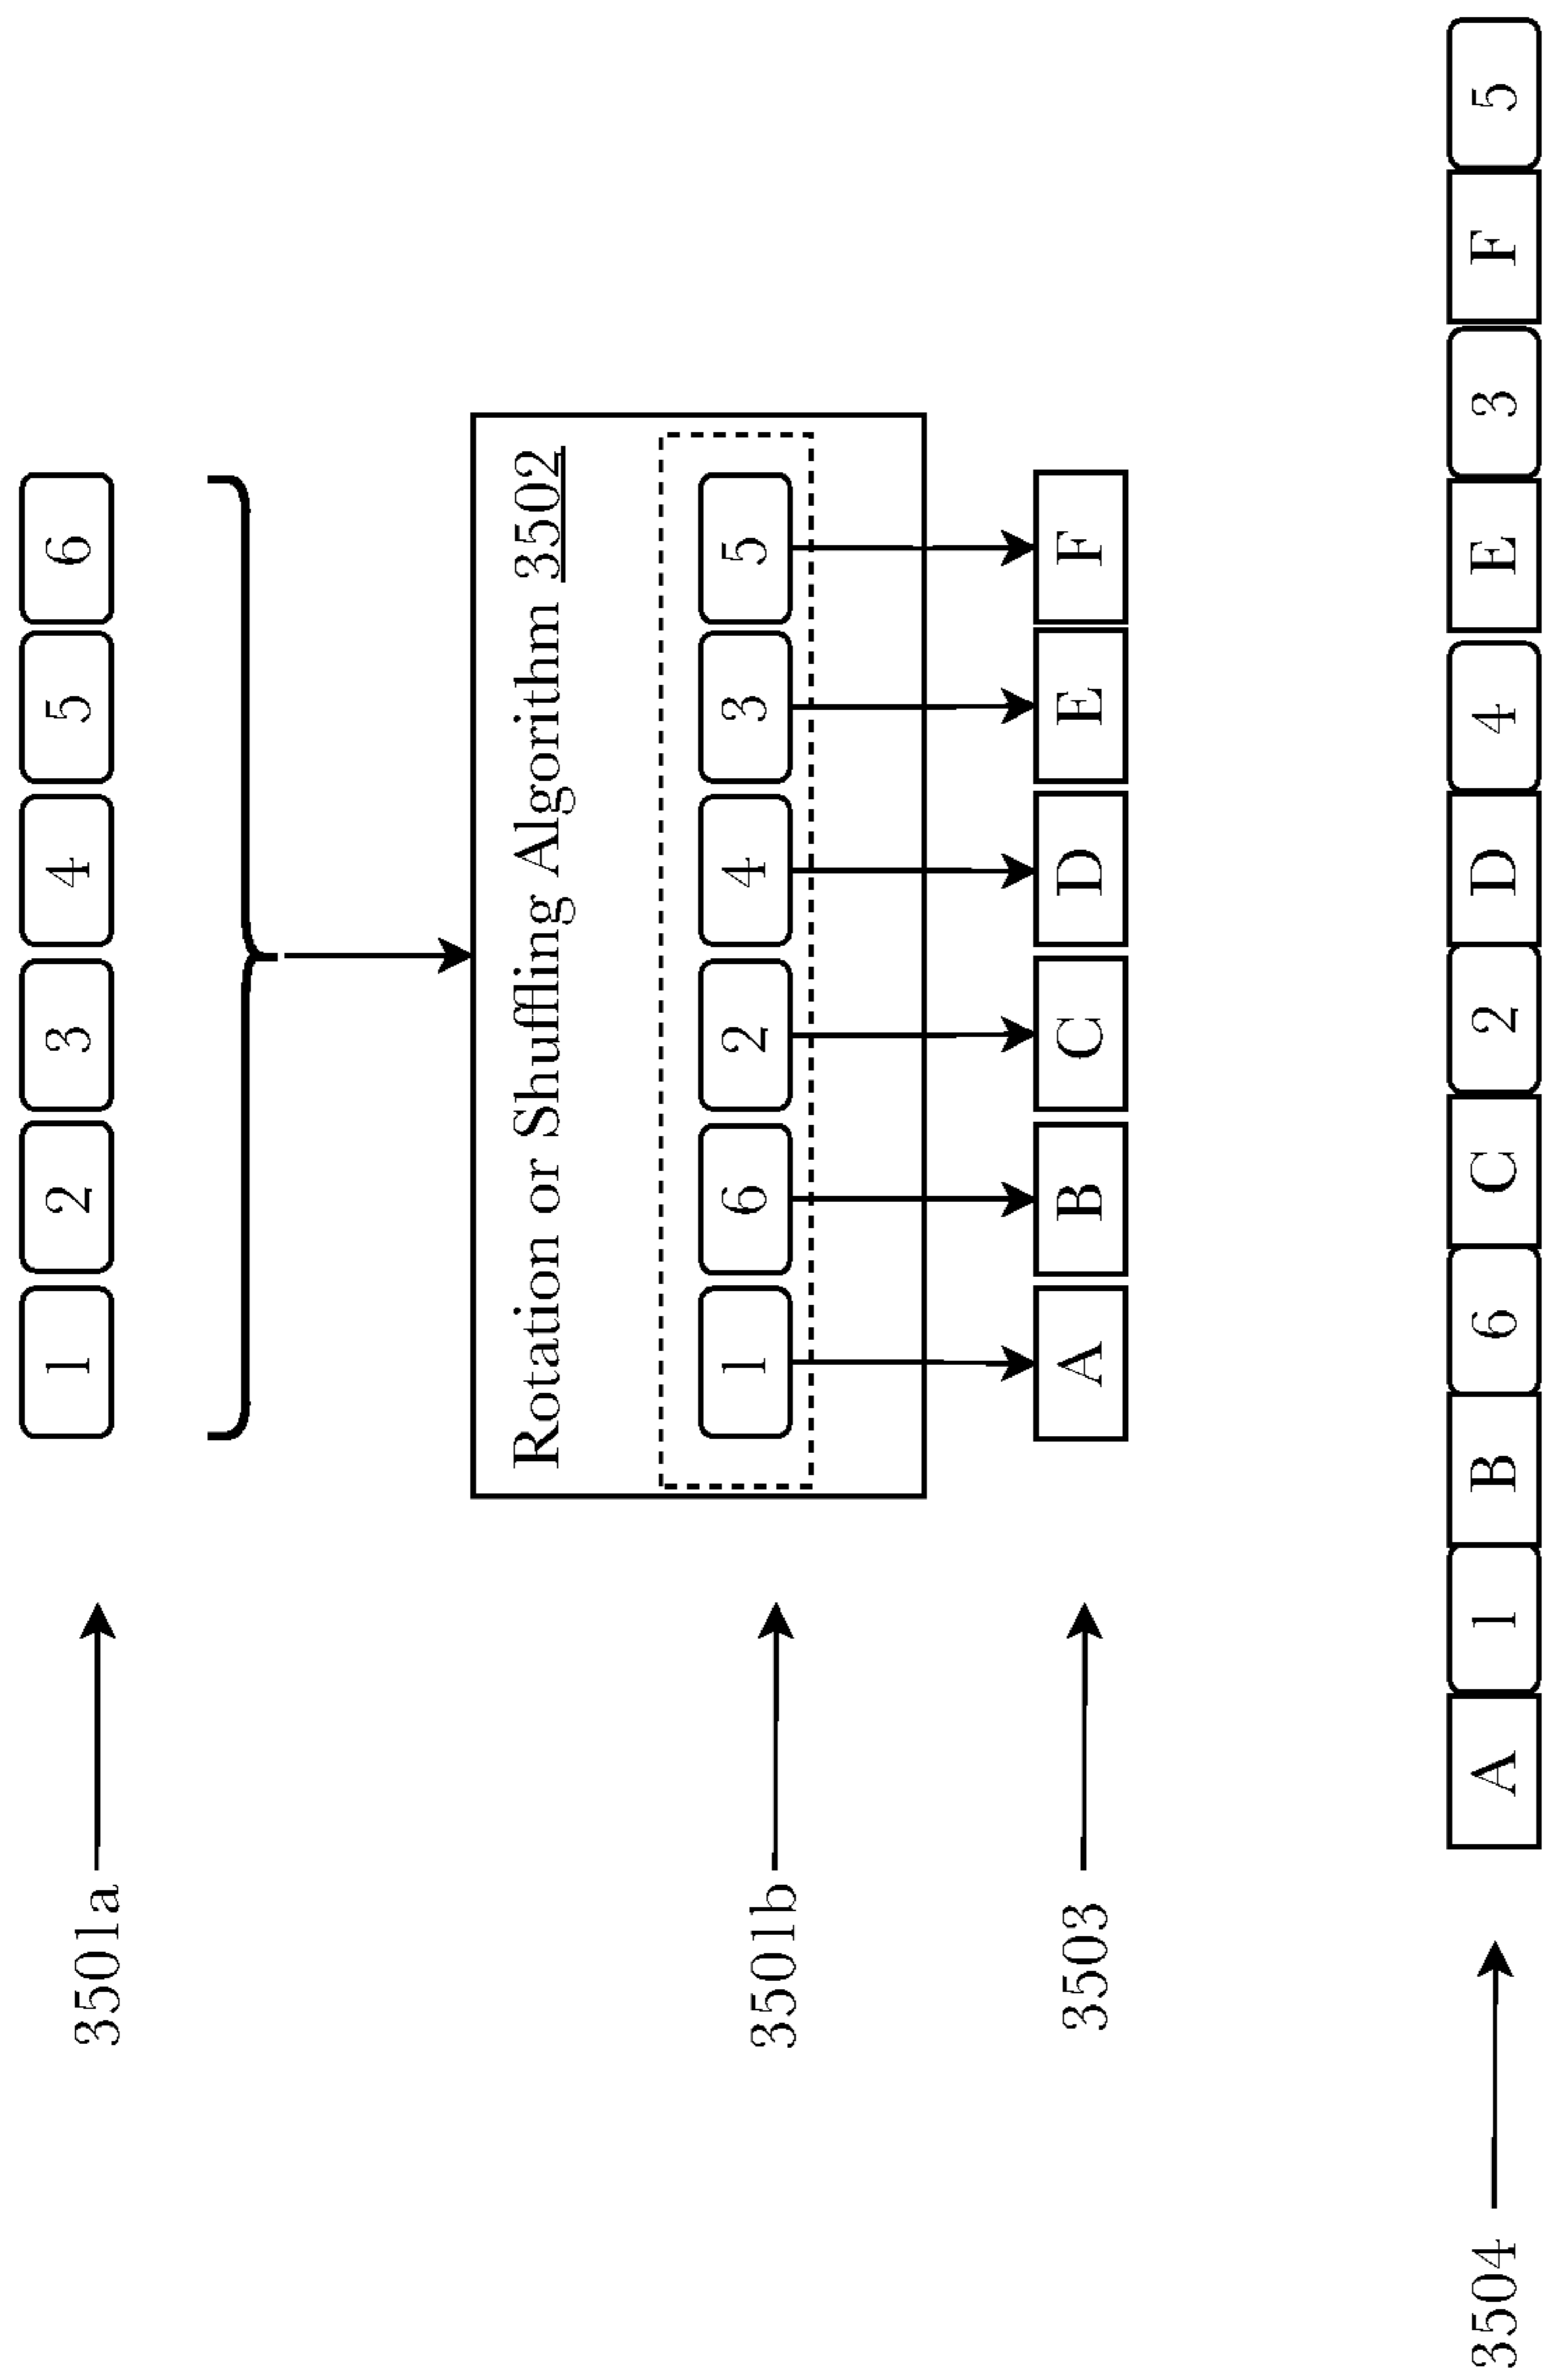 3501a 1 2 3 4 5 6
Rotation or Shuffling Algorithm 3502
3501b 1 6 2 4 3 5
3503 A B C D E F
3504 A 1 B 6 C 2 D 4 E 3 F 5